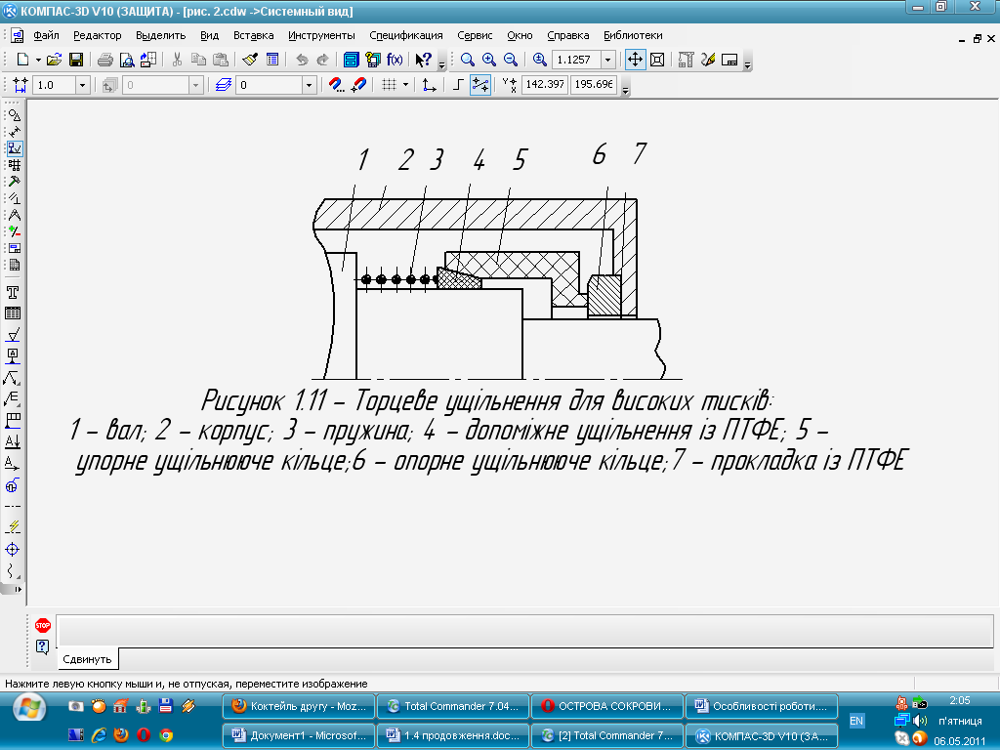 КОМПАС-3D V10 (ЗАЩИТА) - [рис. 2.cdw ->Системный вид]
Файл Редактор Выделить Вид Вставка Инструменты Спецификация Сервис Окно Справка Библиотеки
f(x) 1.1257
1.0 0 0 142.397 195.696
1 2 3 4 5 6 7
Рисунок 1.11 – Торцеве ущільнення для високих тисків:
1 – вал; 2 – корпус; 3 – пружина; 4 – допоміжне ущільнення із ПТФЕ; 5 –
упорне ущільнююче кільце;6 – опорне ущільнююче кільце;7 – прокладка із ПТФЕ
STOP
Сдвинуть
Нажмите левую кнопку мыши и, не отпуская, переместите изображение
Коктейль другу - Moz... Total Commander 7.04... ОСТРОВА СОКРОВИ... Особливості роботи.... 2:05
EN п'ятниця
Документ1 - Microsof... 1.4 продовження.doc... [2] Total Commander 7... КОМПАС-3D V10 (ЗА... 06.05.2011